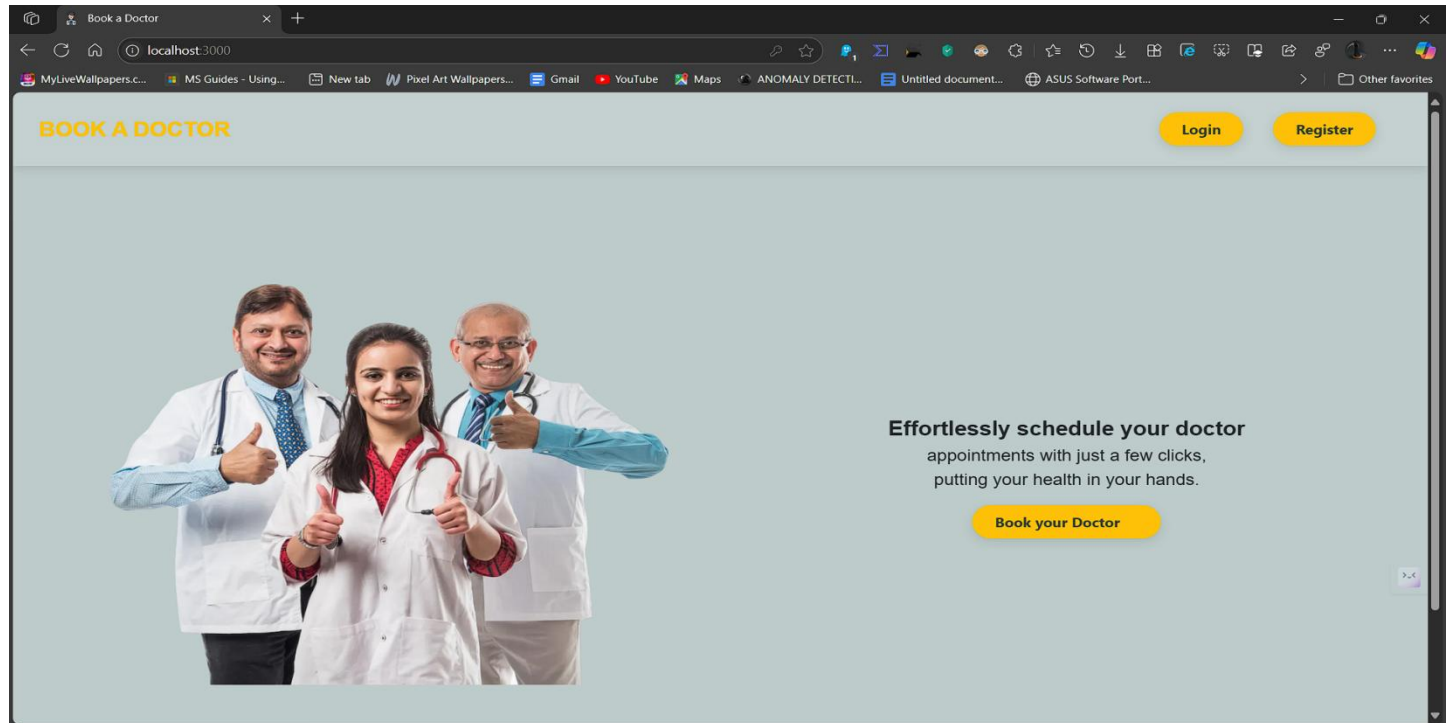 Book a Doctor
localhost:3000
1
MyLiveWallpapers.c...
MS Guides - Using...
New tab
Pixel Art Wallpapers...
Gmail
YouTube
Maps
ANOMALY DETECTI...
Untitled document...
ASUS Software Port...
Other favorites
BOOK A DOCTOR
Login
Register
Effortlessly schedule your doctor
appointments with just a few clicks,
putting your health in your hands.
Book your Doctor